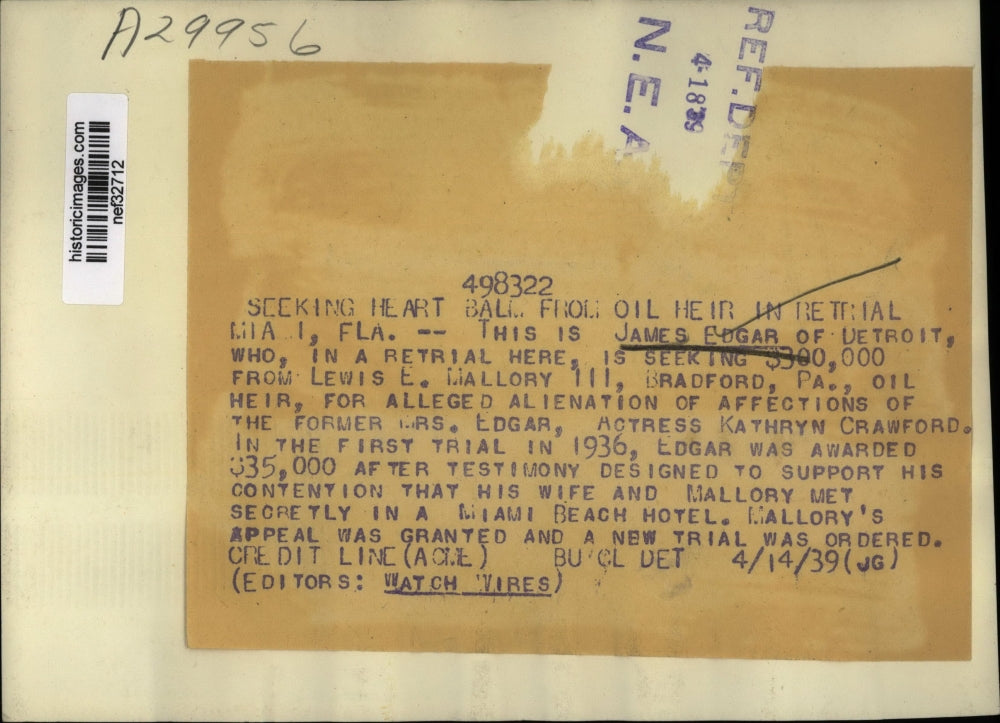 A29956
REF. DEPT
4-18 39
N.E.A
historicimages.com
nef32712
498322
SEEKING HEART BALM FROM OIL HEIR IN RETRIAL
MIAMI, FLA. -- THIS IS JAMES EDGAR OF DETROIT,
WHO, IN A RETRIAL HERE, IS SEEKING $300,000
FROM LEWIS E. MALLORY III, BRADFORD, PA., OIL
HEIR, FOR ALLEGED ALIENATION OF AFFECTIONS OF
THE FORMER MRS. EDGAR, ACTRESS KATHRYN CRAWFORD.
IN THE FIRST TRIAL IN 1936, EDGAR WAS AWARDED
$35,000 AFTER TESTIMONY DESIGNED TO SUPPORT HIS
CONTENTION THAT HIS WIFE AND MALLORY MET
SECRETLY IN A MIAMI BEACH HOTEL. MALLORY'S
APPEAL WAS GRANTED AND A NEW TRIAL WAS ORDERED.
CREDIT LINE (ACME) DET 4/14/39 (JG)
(EDITORS: WATCH WIRES)